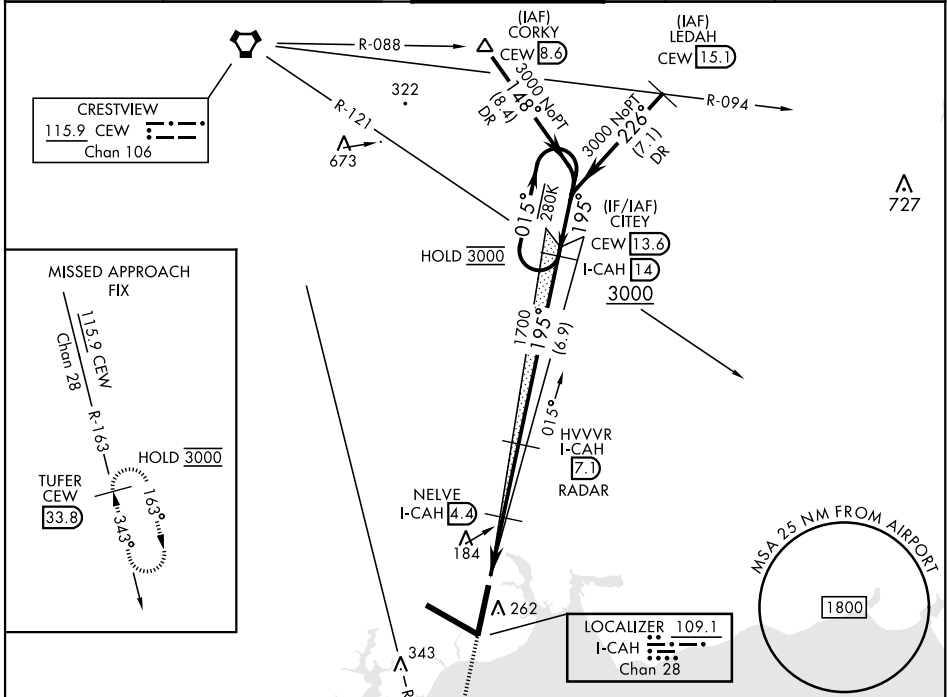 (IAF)
CORKY
CEW 8.6
(IAF)
LEDAH
CEW 15.1
R-088
R-094
R-121
322
673
727
CRESTVIEW
115.9 CEW
Chan 106
3000 NoPT
148°
(8.4)
DR
3000 NoPT
226°
(7.1)
DR
015°
280K
195°
HOLD 3000
(IF/IAF)
CITEY
CEW 13.6
I-CAH 14
3000
1700
195°
(6.9)
015°
HVVVR
I-CAH
7.1
RADAR
NELVE
I-CAH 4.4
184
262
343
R
MISSED APPROACH
FIX
115.9 CEW
Chan 28
R-163
HOLD 3000
TUFER
CEW
33.8
163°
343°
LOCALIZER 109.1
I-CAH
Chan 28
MSA 25 NM FROM AIRPORT
1800